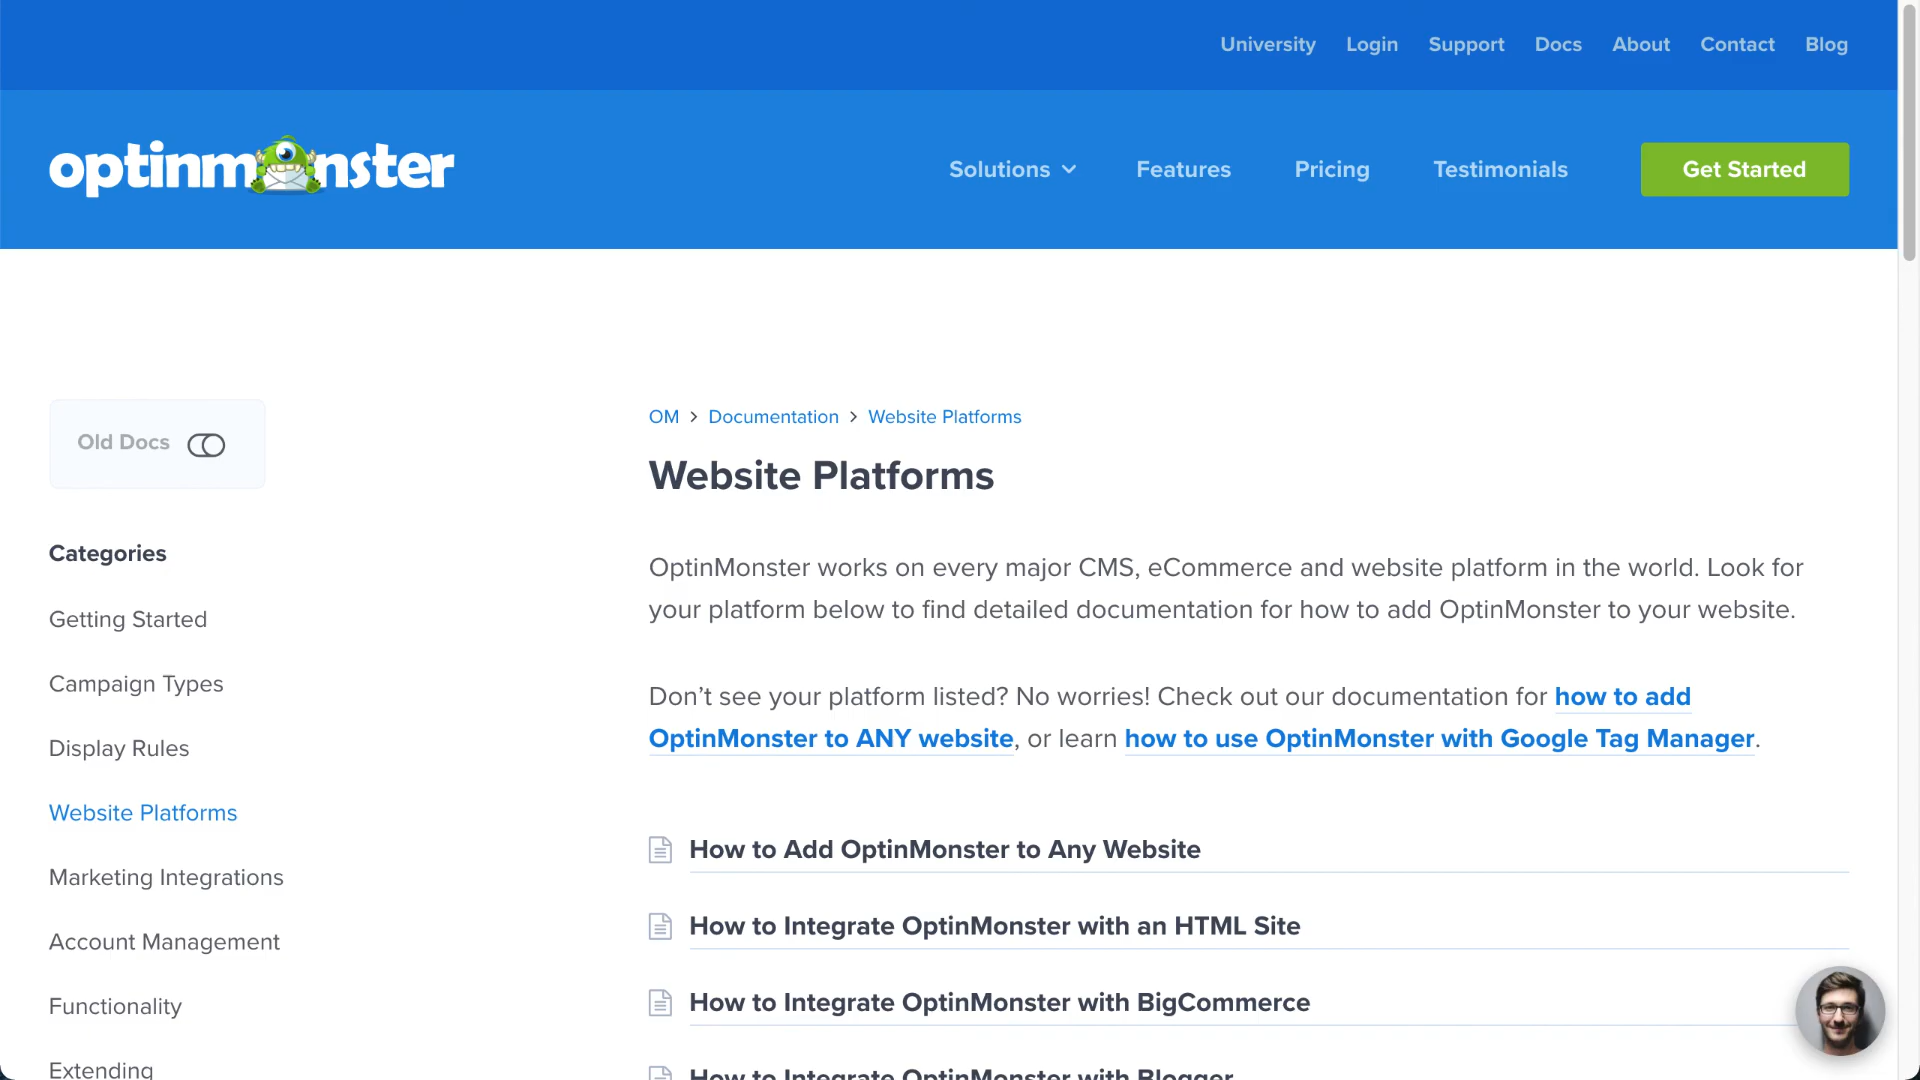 University Login Support Docs About Contact Blog
optinmonster
Solutions Features Pricing Testimonials Get Started
Old Docs
OM > Documentation > Website Platforms
Website Platforms
Categories
Getting Started
Campaign Types
Display Rules
Website Platforms
Marketing Integrations
Account Management
Functionality
Extending
OptinMonster works on every major CMS, eCommerce and website platform in the world. Look for
your platform below to find detailed documentation for how to add OptinMonster to your website.
Don’t see your platform listed? No worries! Check out our documentation for how to add
OptinMonster to ANY website, or learn how to use OptinMonster with Google Tag Manager.
How to Add OptinMonster to Any Website
How to Integrate OptinMonster with an HTML Site
How to Integrate OptinMonster with BigCommerce
How to Integrate OptinMonster with Blogger